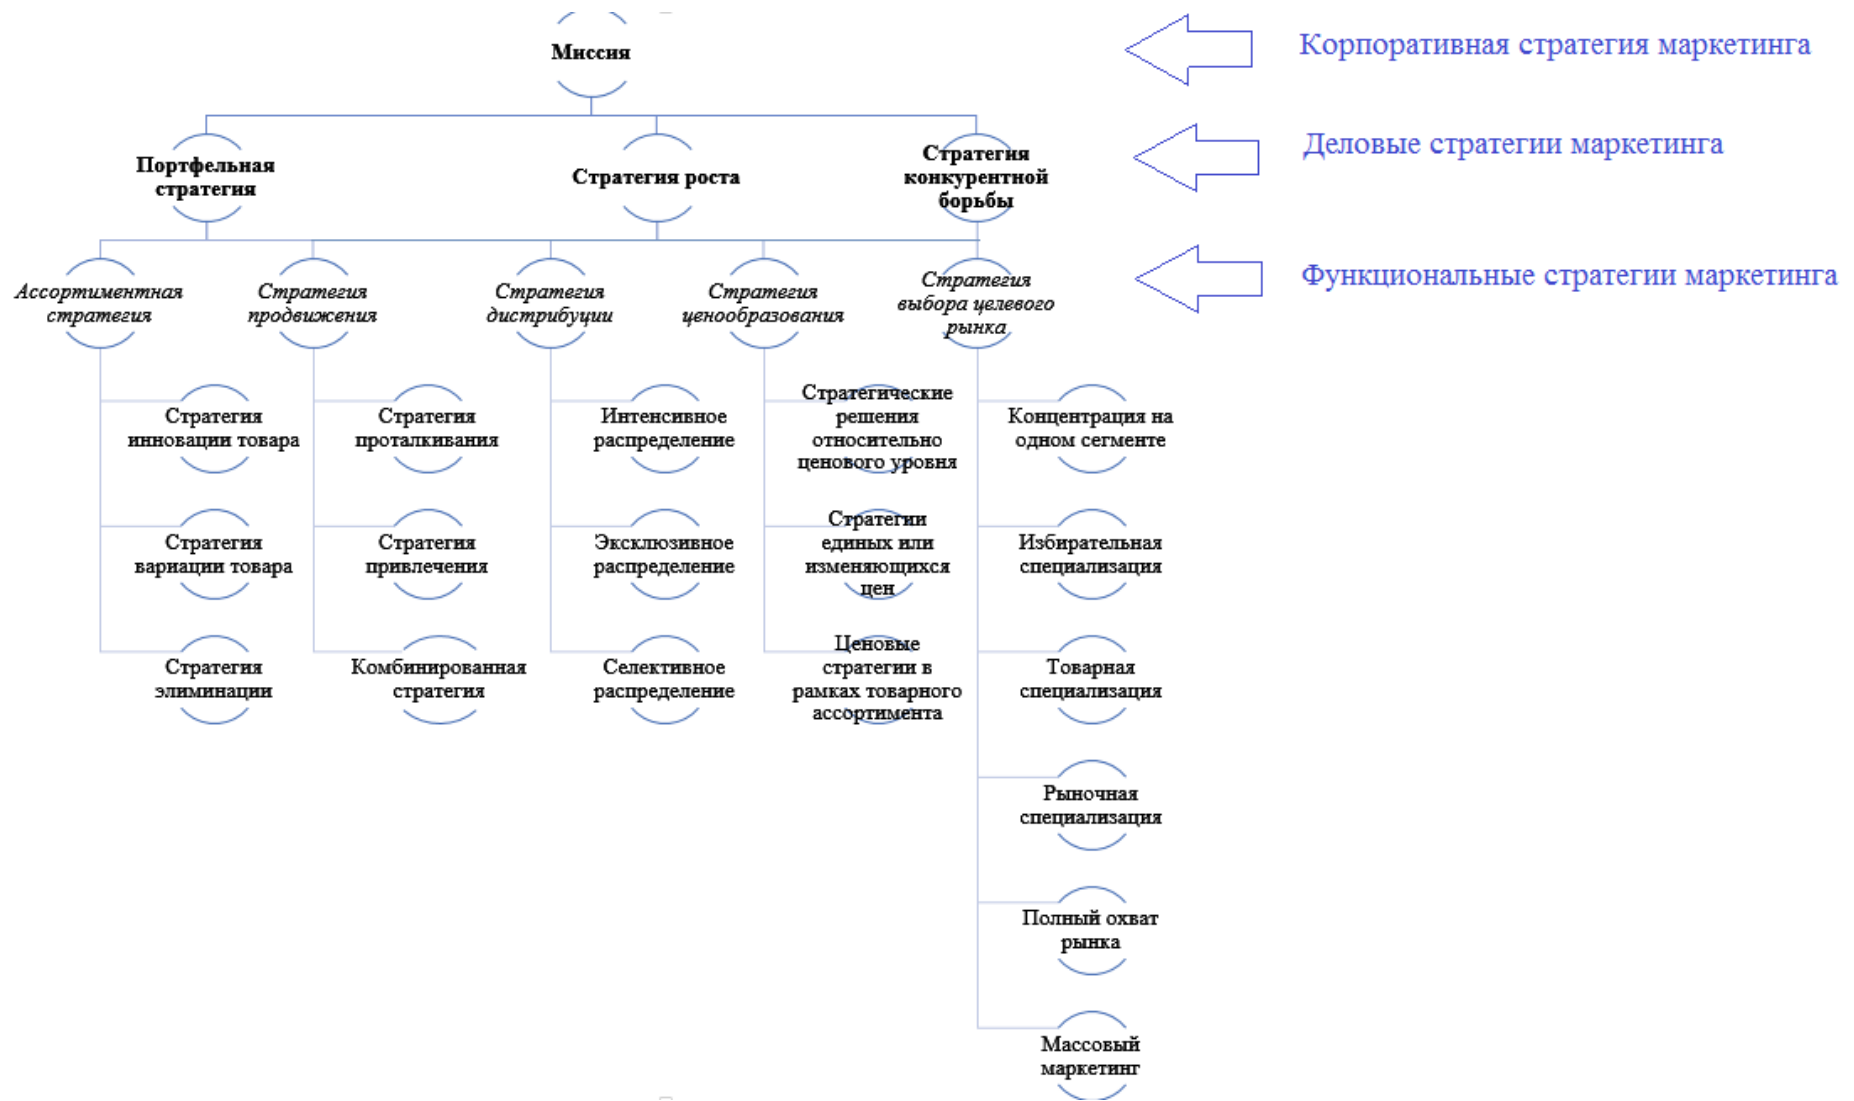 Миссия
Корпоративная стратегия маркетинга
Портфельная
стратегия
Стратегия роста
Стратегия
конкурентной
борьбы
Деловые стратегии маркетинга
Ассортиментная
стратегия
Стратегия
продвижения
Стратегия
дистрибуции
Стратегия
ценообразования
Стратегия
выбора целевого
рынка
Функциональные стратегии маркетинга
Стратегия
инновации товара
Стратегия
проталкивания
Интенсивное
распределение
Стратегические
решения
относительно
ценового уровня
Концентрация на
одном сегменте
Стратегия
вариации товара
Стратегия
привлечения
Эксклюзивное
распределение
Стратегии
единых или
изменяющихся
цен
Избирательная
специализация
Стратегия
элиминации
Комбинированная
стратегия
Селективное
распределение
Ценовые
стратегии в
рамках товарного
ассортимента
Товарная
специализация
Рыночная
специализация
Полный охват
рынка
Массовый
маркетинг